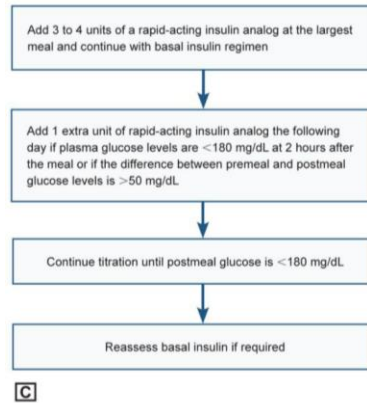 Add 3 to 4 units of a rapid-acting insulin analog at the largest
meal and continue with basal insulin regimen
Add 1 extra unit of rapid-acting insulin analog the following
day if plasma glucose levels are <180 mg/dL at 2 hours after
the meal or if the difference between premeal and postmeal
glucose levels is >50 mg/dL
Continue titration until postmeal glucose is <180 mg/dL
Reassess basal insulin if required
C